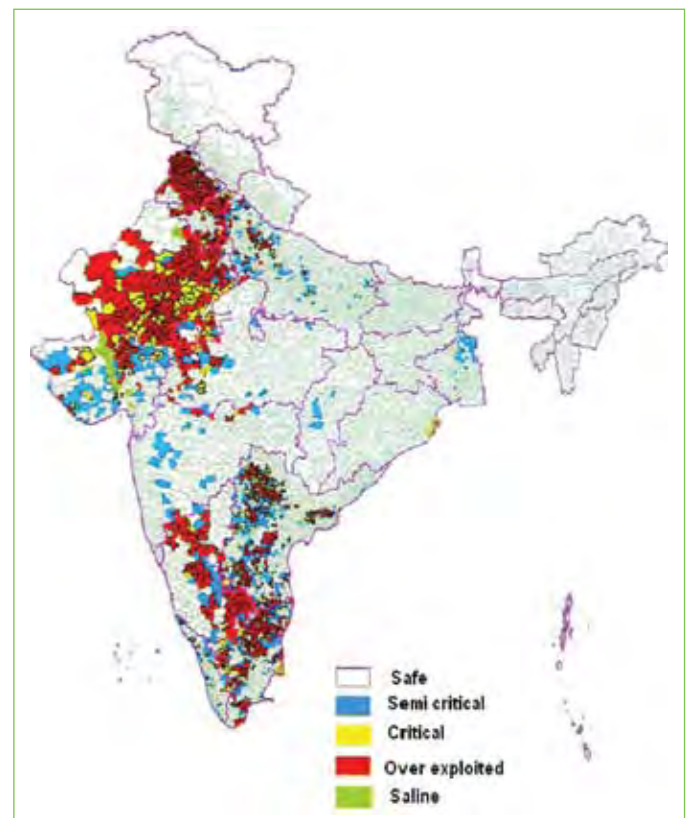 Safe
Semi critical
Critical
Over exploited
Saline